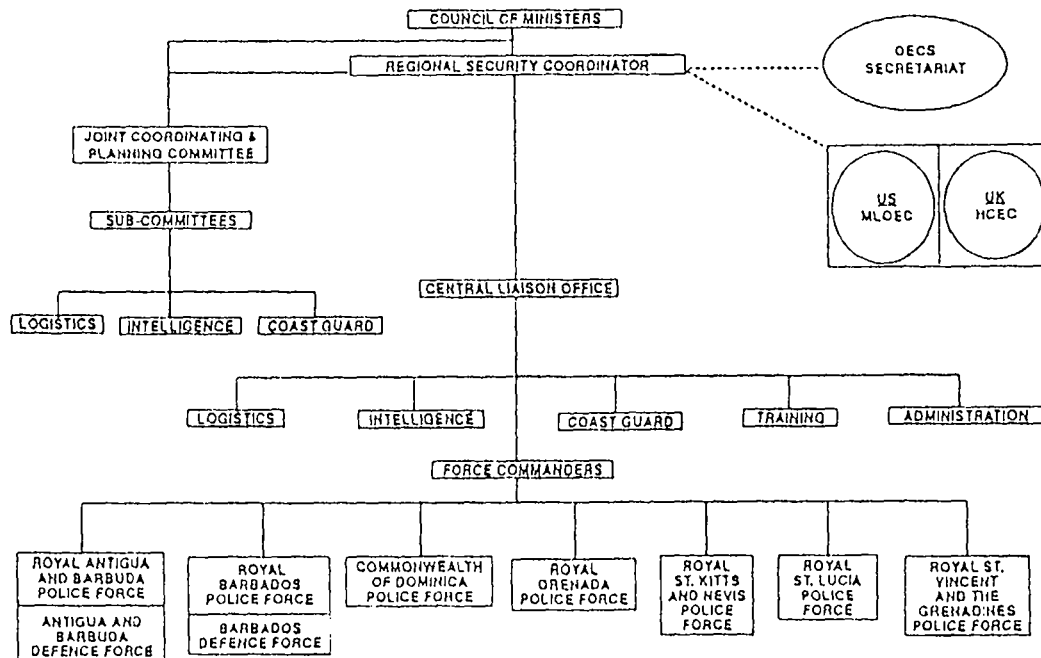 COUNCIL OF MINISTERS
REGIONAL SECURITY COORDINATOR
OECS
SECRETARIAT
JOINT COORDINATING &
PLANNING COMMITTEE
US
MLOEC
UK
HCEC
SUB-COMMITTEES
CENTRAL LIAISON OFFICE
LOGISTICS
INTELLIGENCE
COAST GUARD
LOGISTICS
INTELLIGENCE
COAST GUARD
TRAINING
ADMINISTRATION
FORCE COMMANDERS
ROYAL ANTIGUA
AND BARBUDA
POLICE FORCE
ANTIGUA AND
BARBUDA
DEFENCE FORCE
ROYAL
BARBADOS
POLICE FORCE
BARBADOS
DEFENCE FORCE
COMMONWEALTH
OF DOMINICA
POLICE FORCE
ROYAL
GRENADA
POLICE FORCE
ROYAL
ST. KITTS
AND NEVIS
POLICE
FORCE
ROYAL
ST. LUCIA
POLICE
FORCE
ROYAL ST.
VINCENT
AND THE
GRENADINES
POLICE FORCE